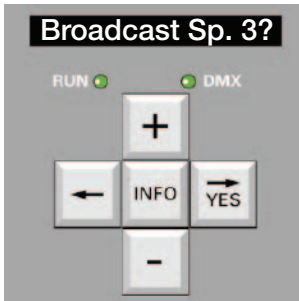 Broadcast Sp. 3?
RUN DMX
+
← INFO → YES
-